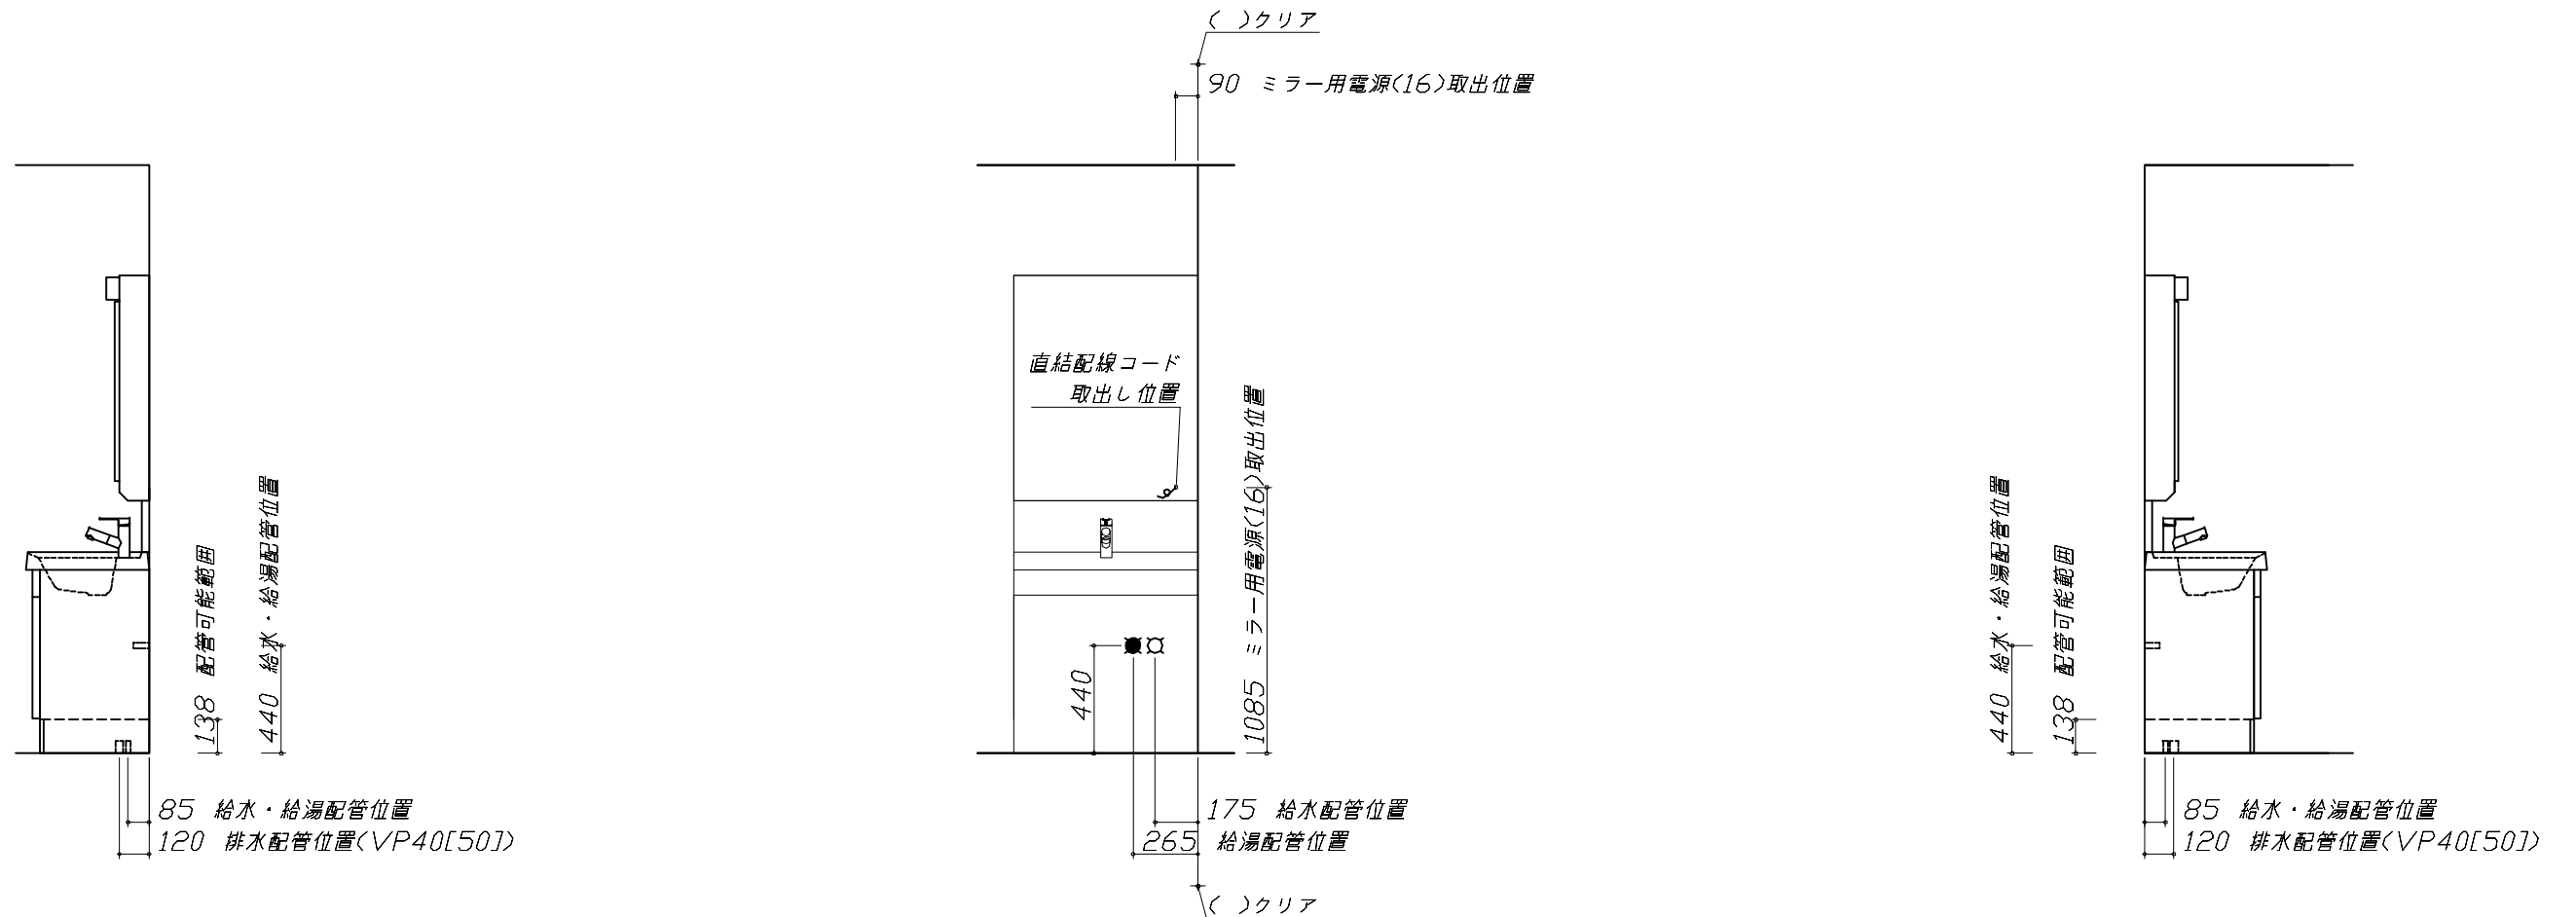 ( )クリア
90 ミラー用電源(16)取出位置
直結配線コード
取出し位置
138 配管可能範囲
440 給水・給湯配管位置
85 給水・給湯配管位置
120 排水配管位置(VP40[50])
440
1085 ミラー用電源(16)取出位置
175 給水配管位置
265 給湯配管位置
( )クリア
440 給水・給湯配管位置
138 配管可能範囲
85 給水・給湯配管位置
120 排水配管位置(VP40[50])